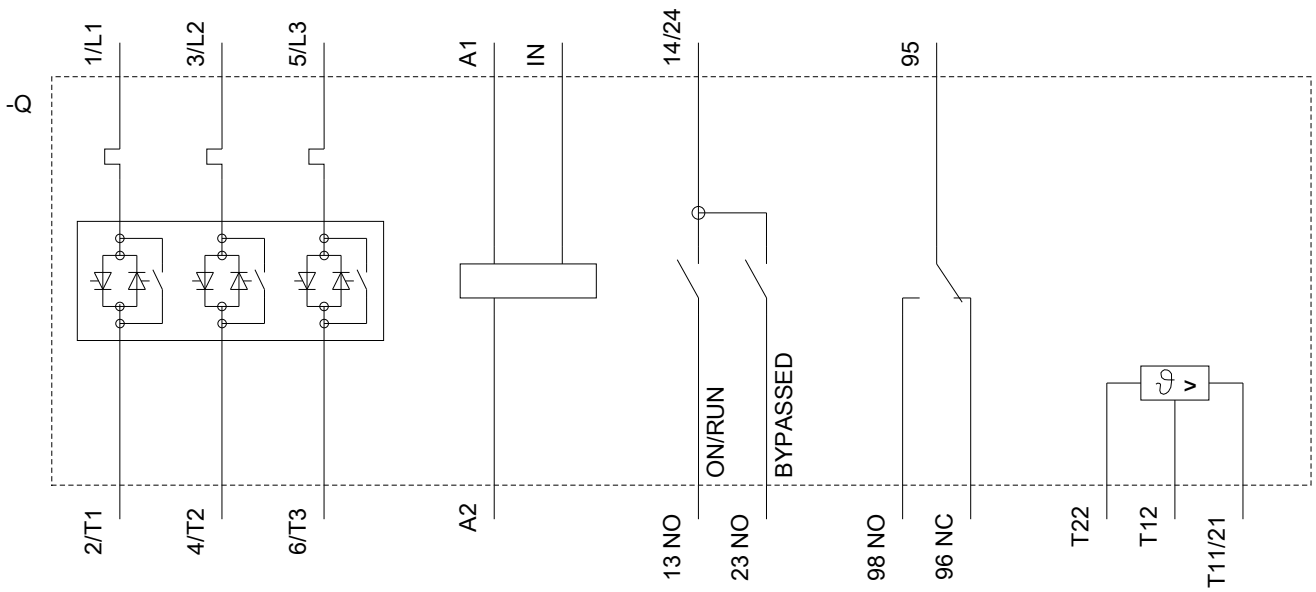 1/L1
3/L2
5/L3
A1
IN
14/24
95
-Q
ON/RUN
BYPASSED
ϑ >
2/T1
4/T2
6/T3
A2
13 NO
23 NO
98 NO
96 NC
T22
T12
T11/21